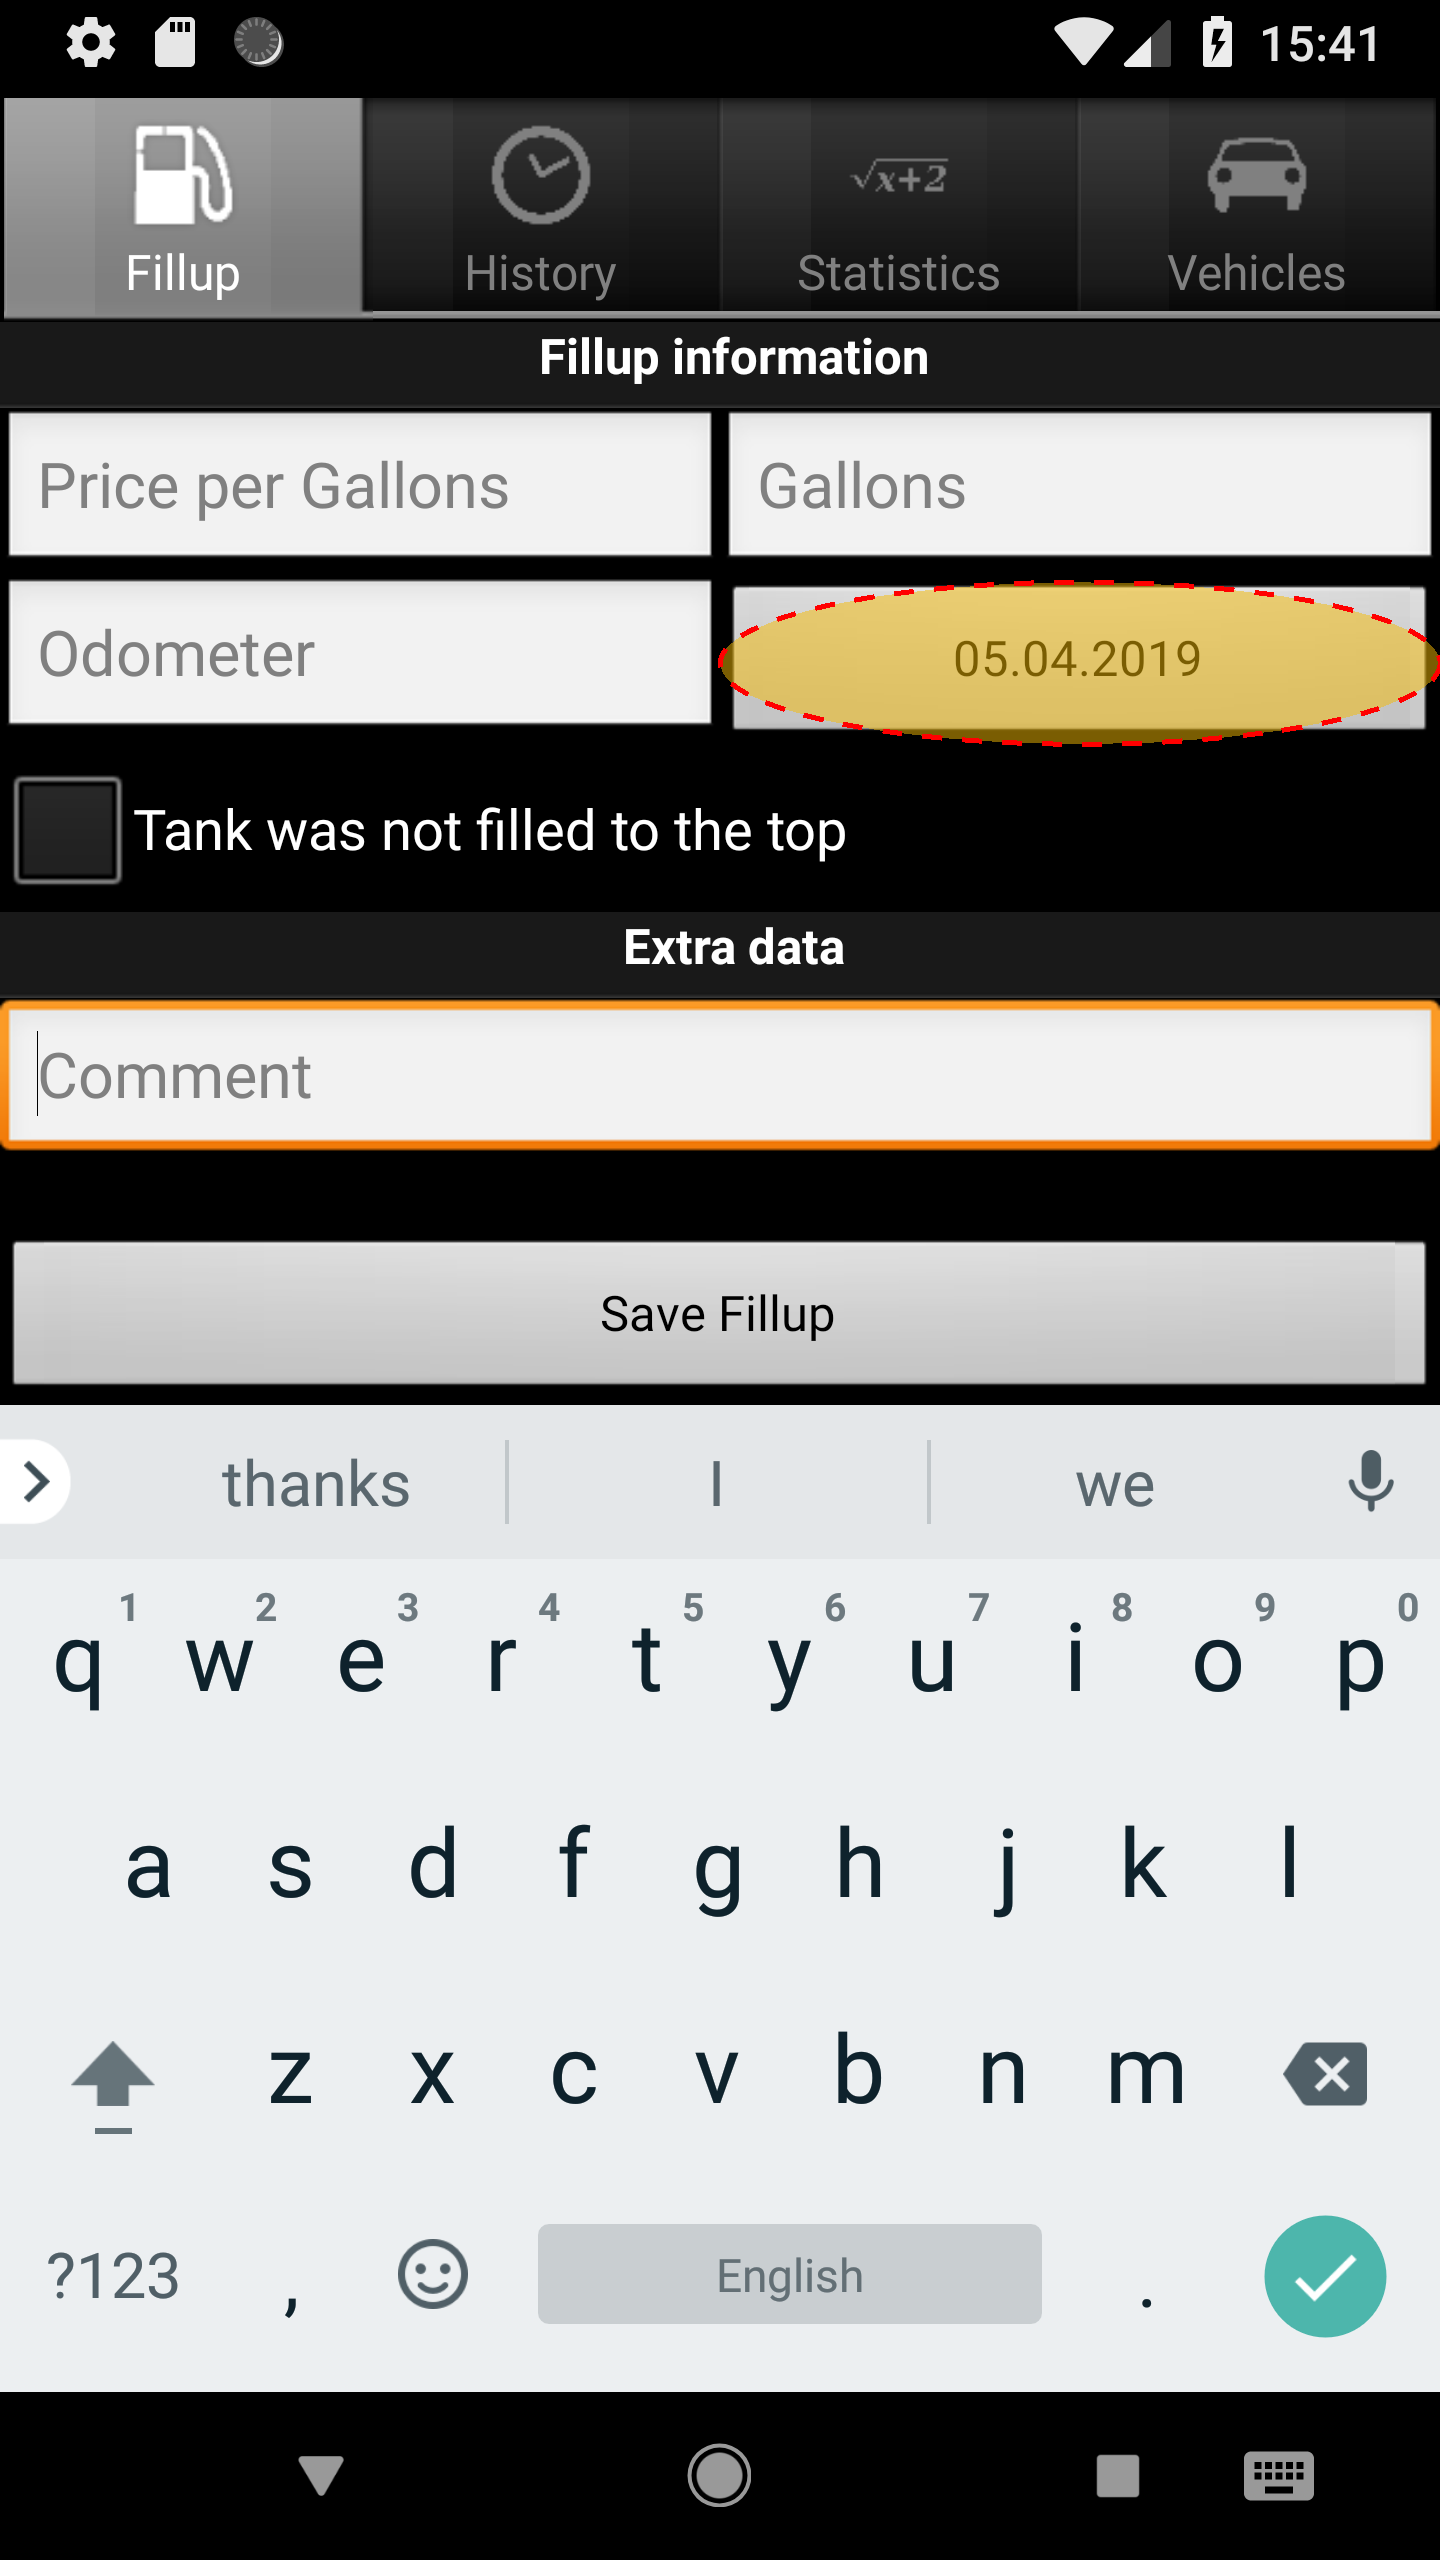 15:41
√x+2
Fillup History Statistics Vehicles
Fillup information
Price per Gallons Gallons
Odometer 05.04.2019
Tank was not filled to the top
Extra data
Comment
Save Fillup
thanks I we
1 2 3 4 5 6 7 8 9 0
q w e r t y u i o p
a s d f g h j k l
z x c v b n m
?123 , English .